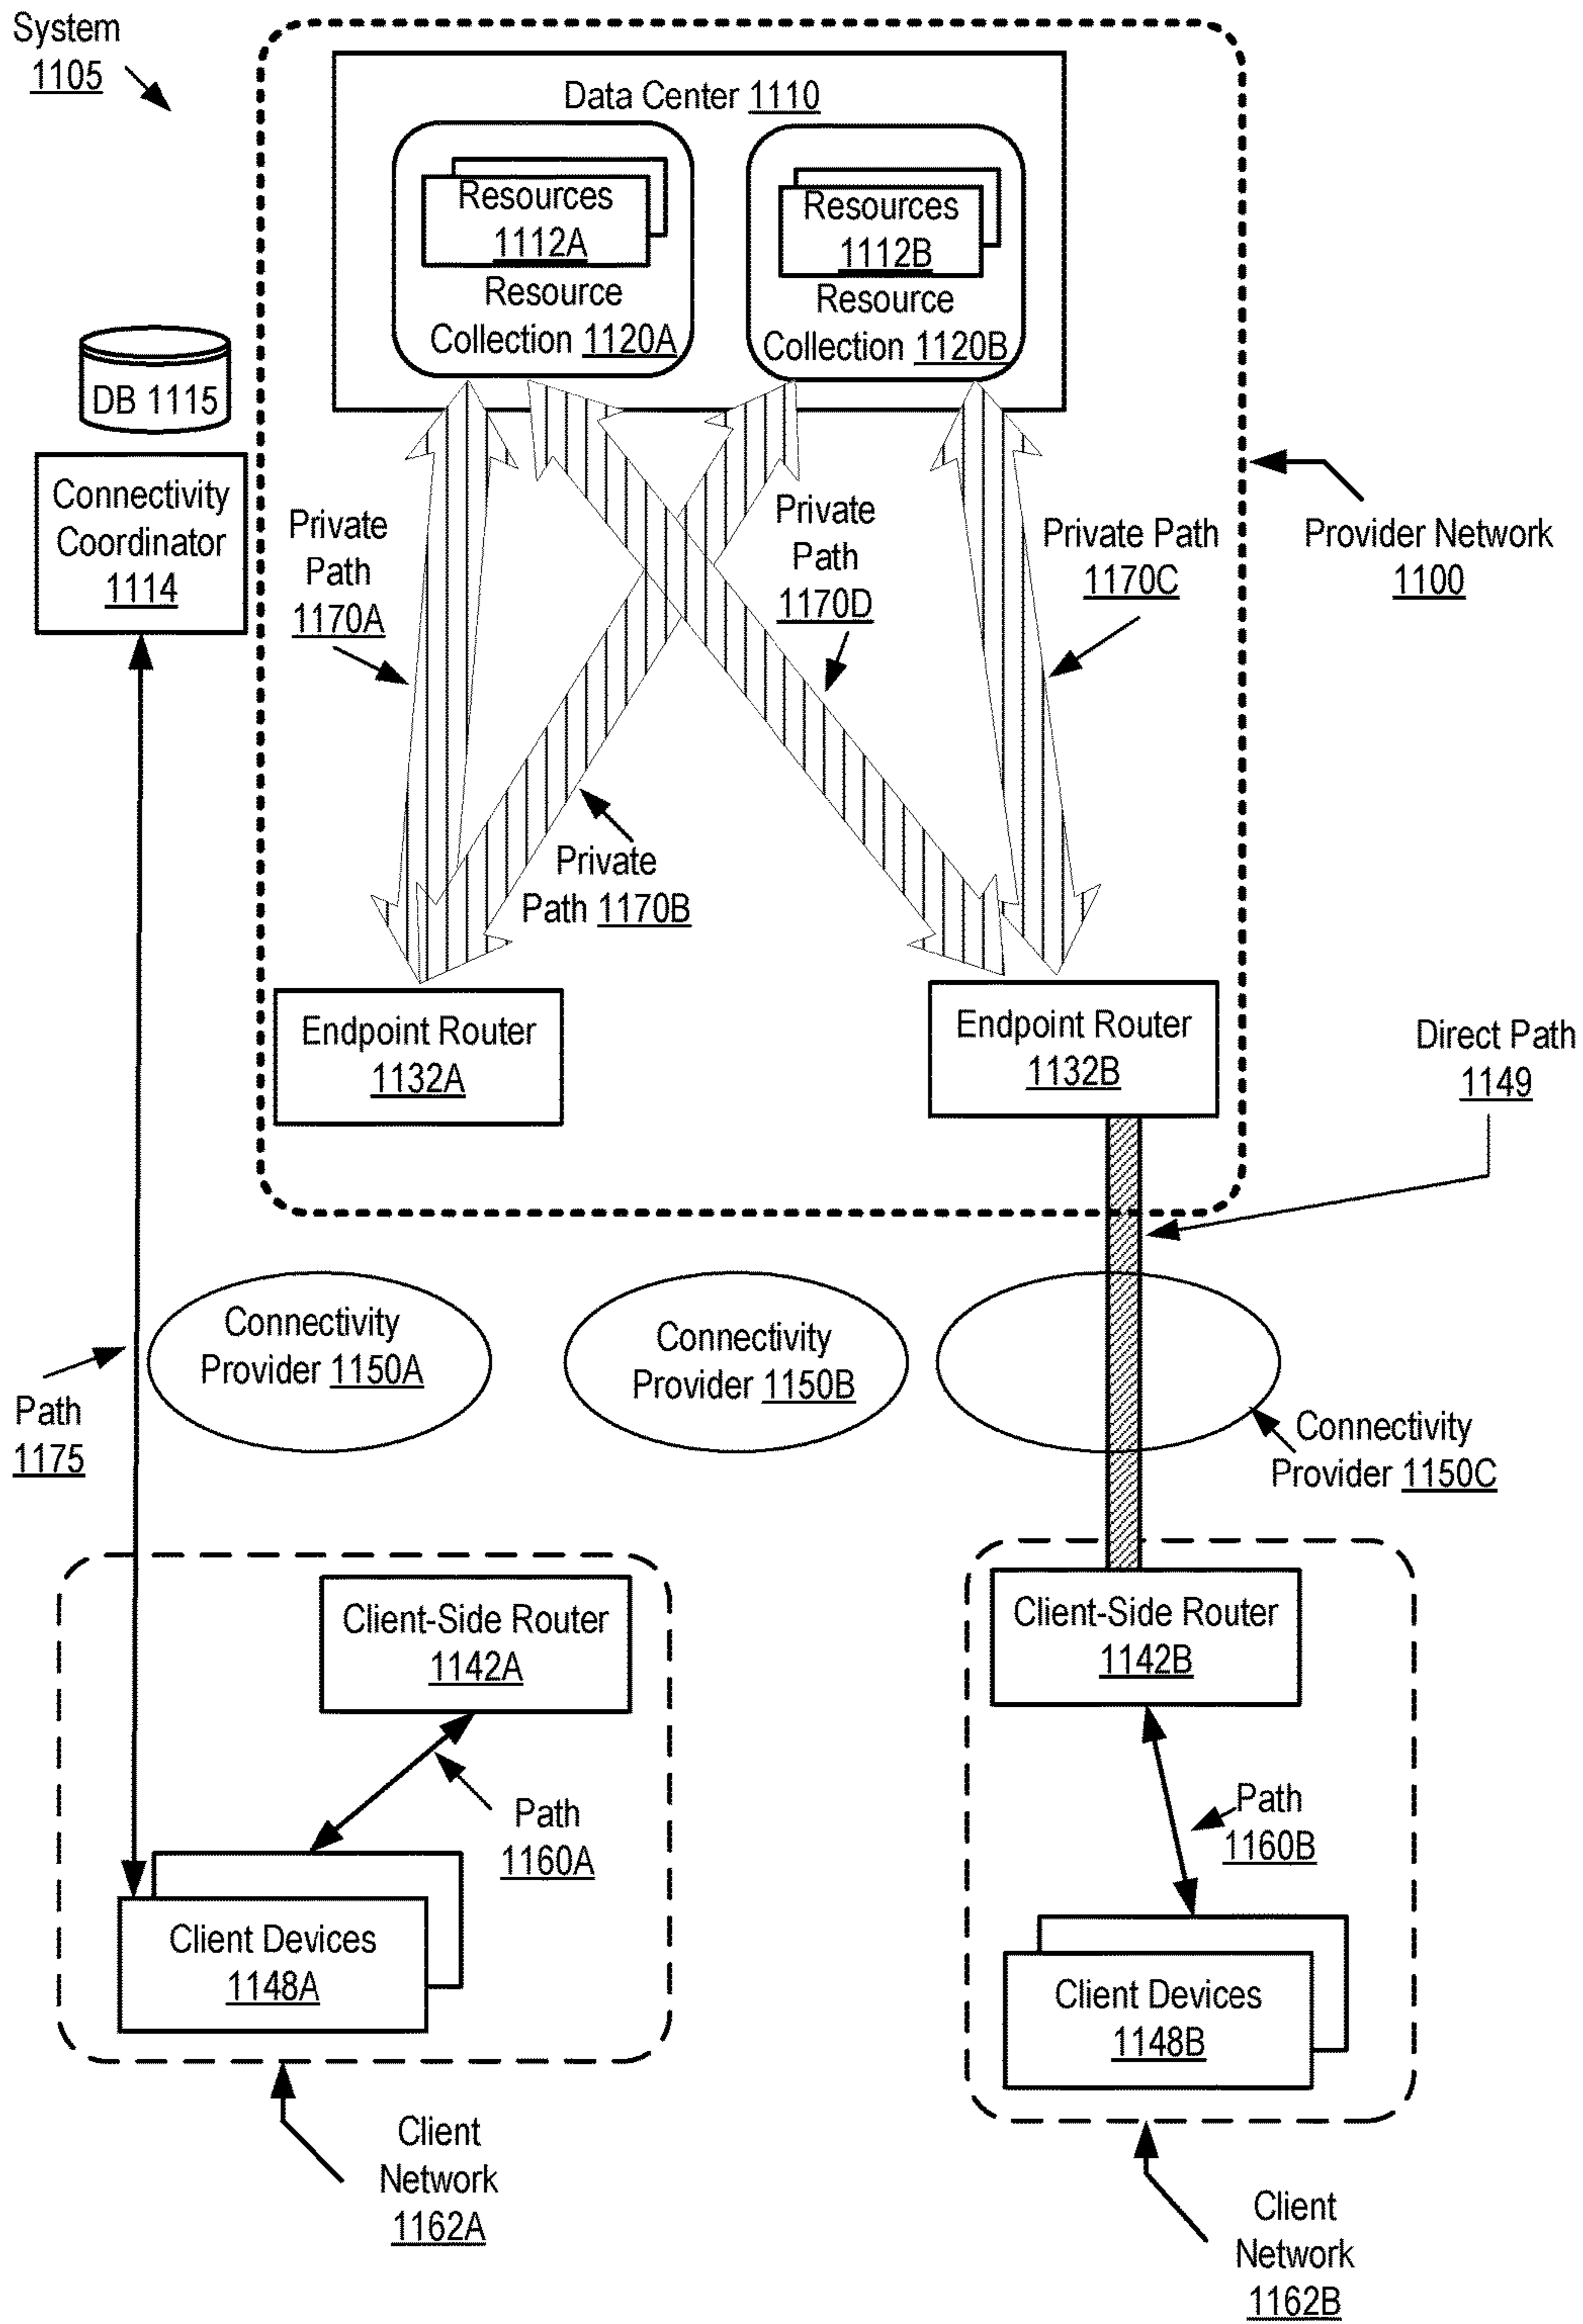 System
1105
Data Center 1110
Resources
1112A
Resource
Collection 1120A
Resources
1112B
Resource
Collection 1120B
DB 1115
Connectivity
Coordinator
1114
Private
Path
1170A
Private
Path
1170D
Private Path
1170C
Provider Network
1100
Private
Path 1170B
Endpoint Router
1132A
Endpoint Router
1132B
Direct Path
1149
Connectivity
Provider 1150A
Connectivity
Provider 1150B
Connectivity
Provider 1150C
Path
1175
Client-Side Router
1142A
Client-Side Router
1142B
Path
1160A
Path
1160B
Client Devices
1148A
Client Devices
1148B
Client
Network
1162A
Client
Network
1162B